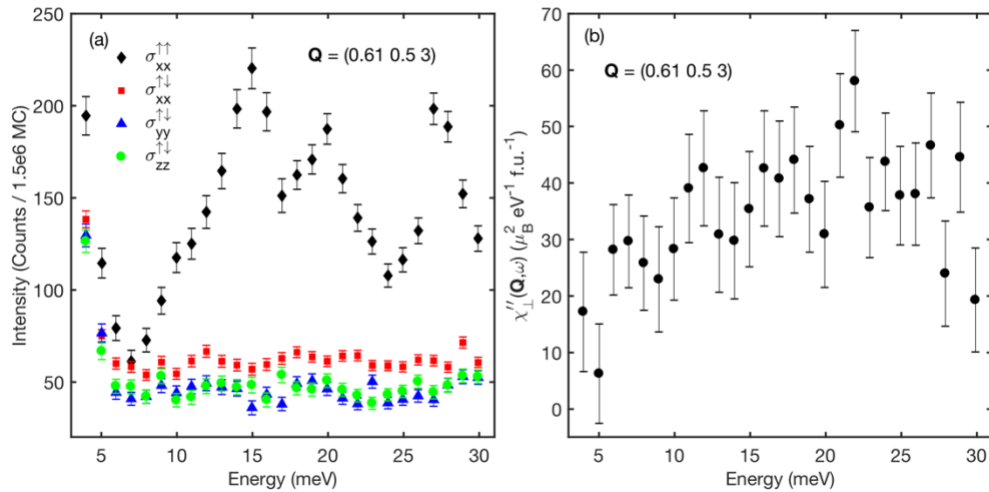 (a)
Q = (0.61 0.5 3)
σ↑↑xx
σ↑↓xx
σ↑↓yy
σ↑↓zz
Intensity (Counts / 1.5e6 MC)
250
200
150
100
50
5 10 15 20 25 30
Energy (meV)
(b)
Q = (0.61 0.5 3)
χ′′⊥(Q,ω) (μ²B eV⁻¹ f.u.⁻¹)
70
60
50
40
30
20
10
0
5 10 15 20 25 30
Energy (meV)